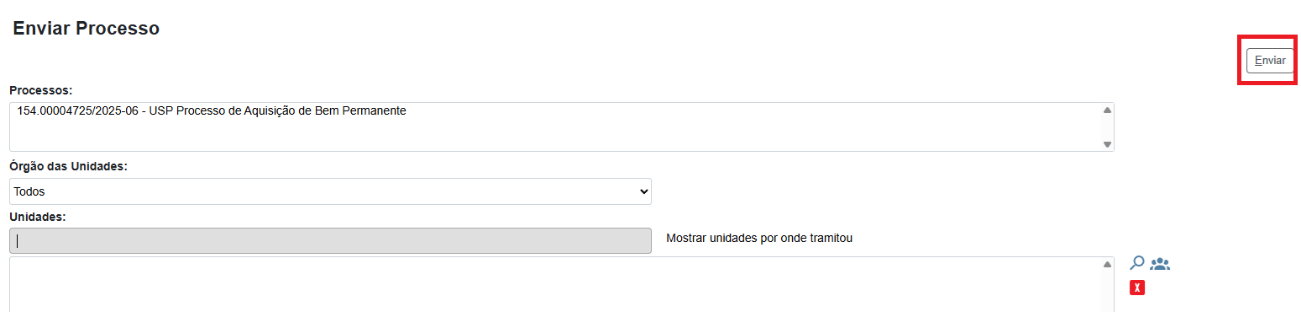 Enviar Processo
Enviar
Processos:
154.00004725/2025-06 - USP Processo de Aquisição de Bem Permanente
Órgão das Unidades:
Todos
Unidades:
Mostrar unidades por onde tramitou